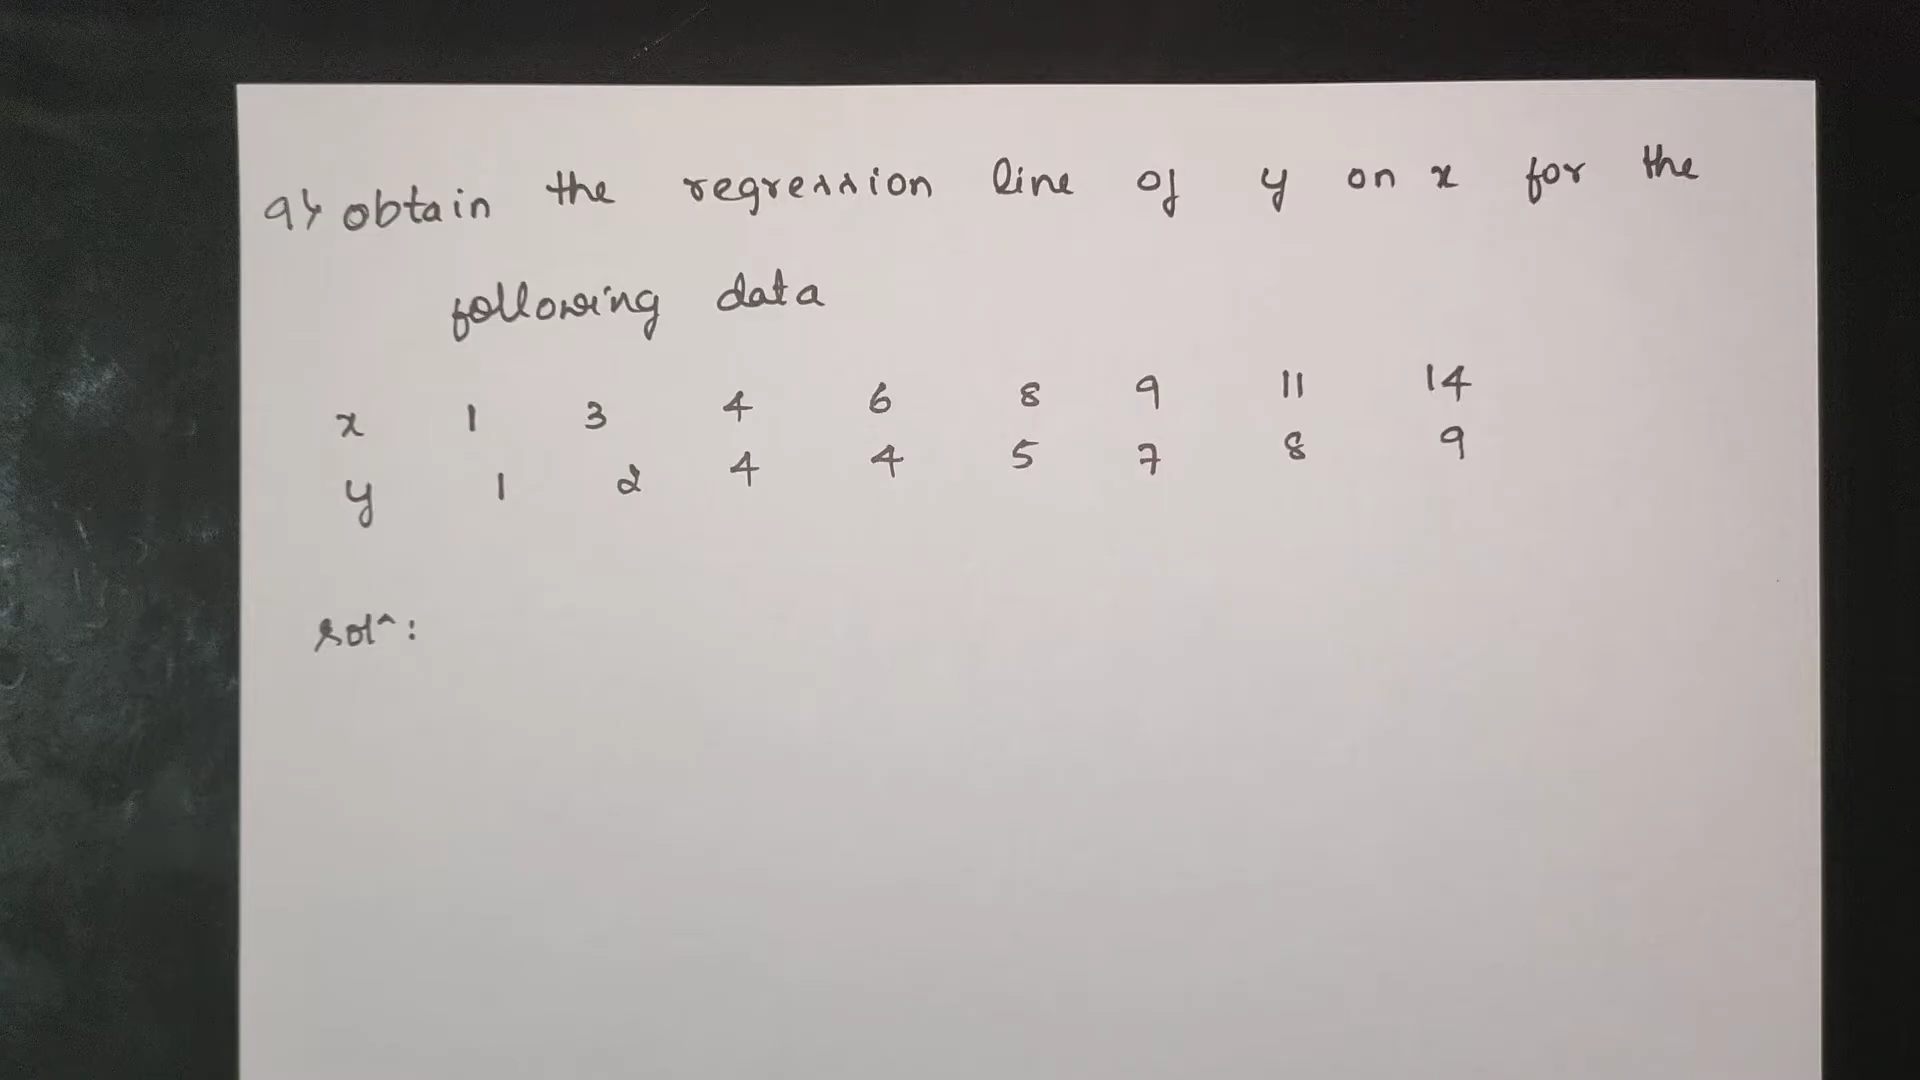 9) obtain the regression line of y on x for the
following data
x 1 3 4 6 8 9 11 14
y 1 2 4 4 5 7 8 9
solⁿ: